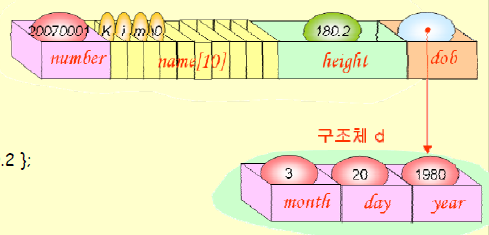 20070001 K i m \0 180.2
number name[10] height dob
구조체 d
.2 };
3 20 1980
month day year